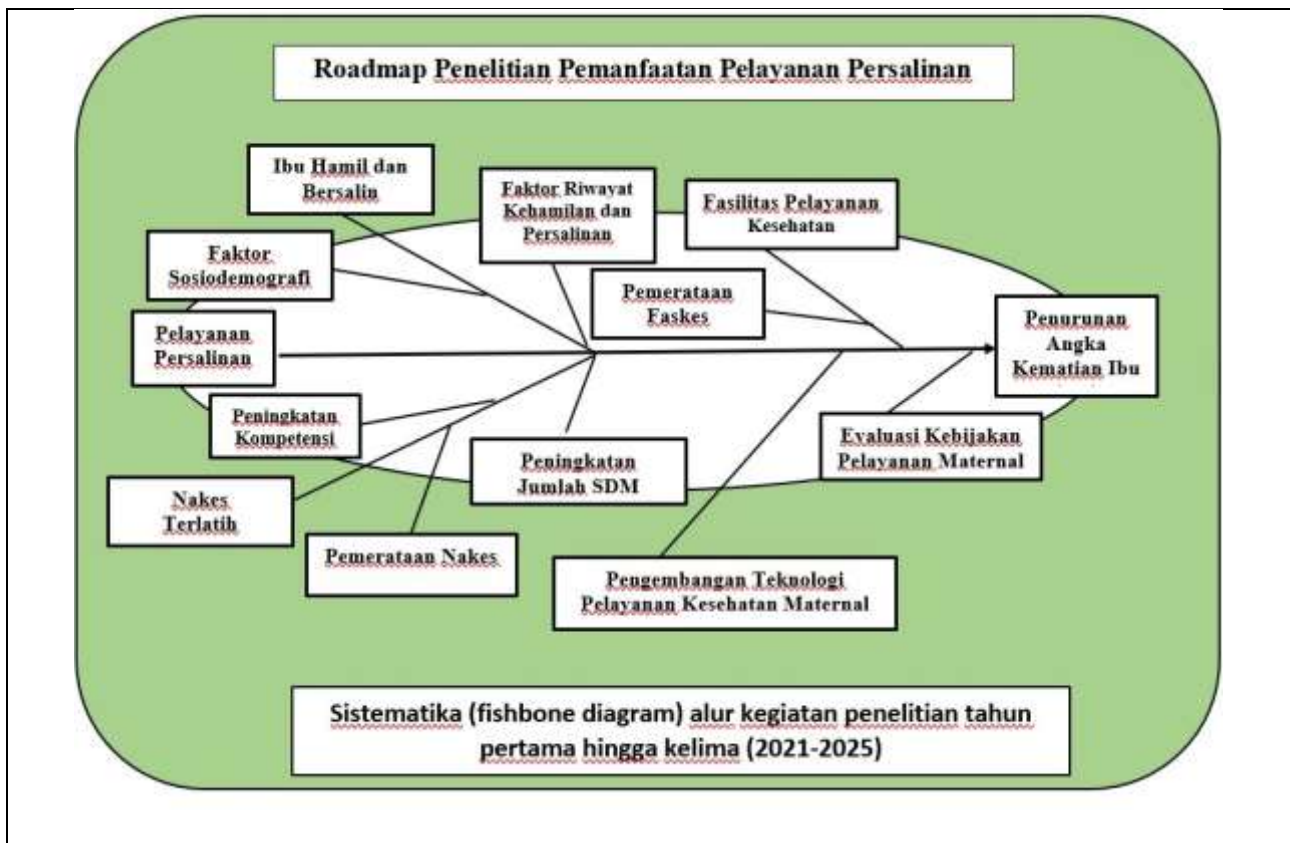 Roadmap Penelitian Pemanfaatan Pelayanan Persalinan
Ibu Hamil dan
Bersalin
Faktor Riwayat
Kehamilan dan
Persalinan
Fasilitas Pelayanan
Kesehatan
Faktor
Sosiodemografi
Pemerataan
Faskes
Pelayanan
Persalinan
Penurunan
Angka
Kematian Ibu
Peningkatan
Kompetensi
Peningkatan
Jumlah SDM
Evaluasi Kebijakan
Pelayanan Maternal
Nakes
Terlatih
Pemerataan Nakes
Pengembangan Teknologi
Pelayanan Kesehatan Maternal
Sistematika (fishbone diagram) alur kegiatan penelitian tahun
pertama hingga kelima (2021-2025)